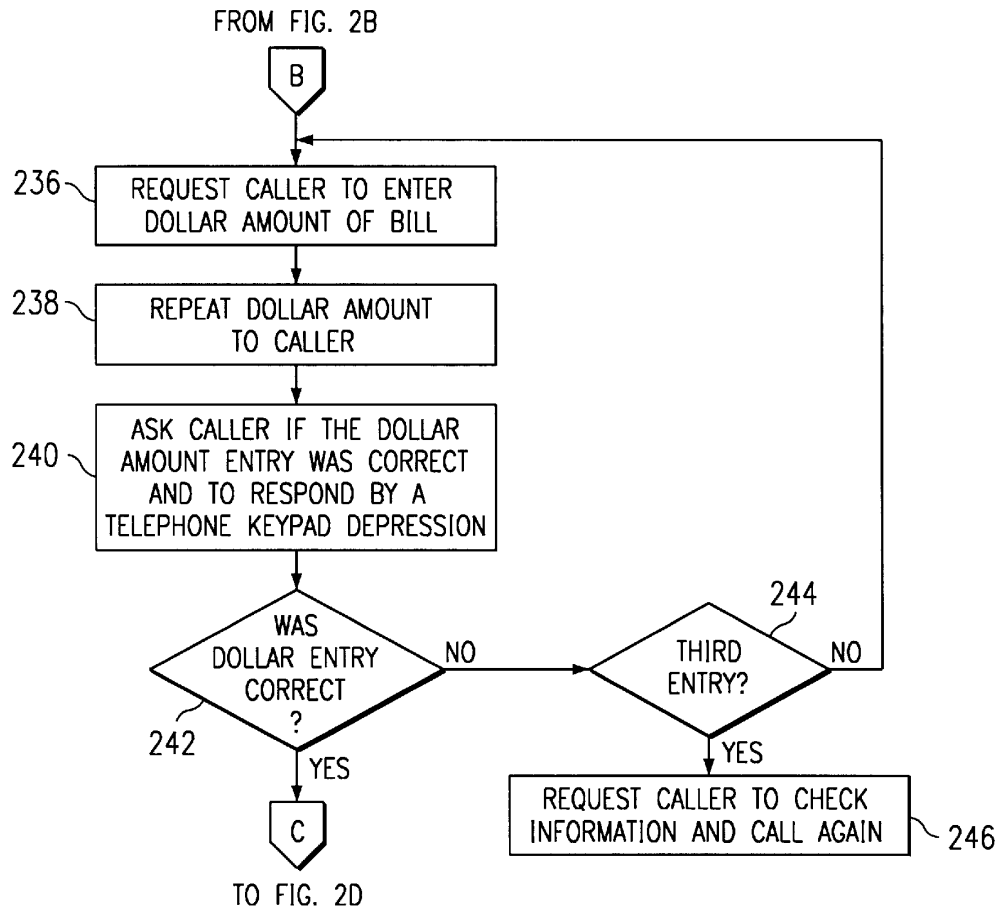 FROM FIG. 2B
B
236
REQUEST CALLER TO ENTER
DOLLAR AMOUNT OF BILL
238
REPEAT DOLLAR AMOUNT
TO CALLER
240
ASK CALLER IF THE DOLLAR
AMOUNT ENTRY WAS CORRECT
AND TO RESPOND BY A
TELEPHONE KEYPAD DEPRESSION
WAS
DOLLAR ENTRY
CORRECT
?
242
NO
YES
244
THIRD
ENTRY?
NO
YES
REQUEST CALLER TO CHECK
INFORMATION AND CALL AGAIN
246
C
TO FIG. 2D